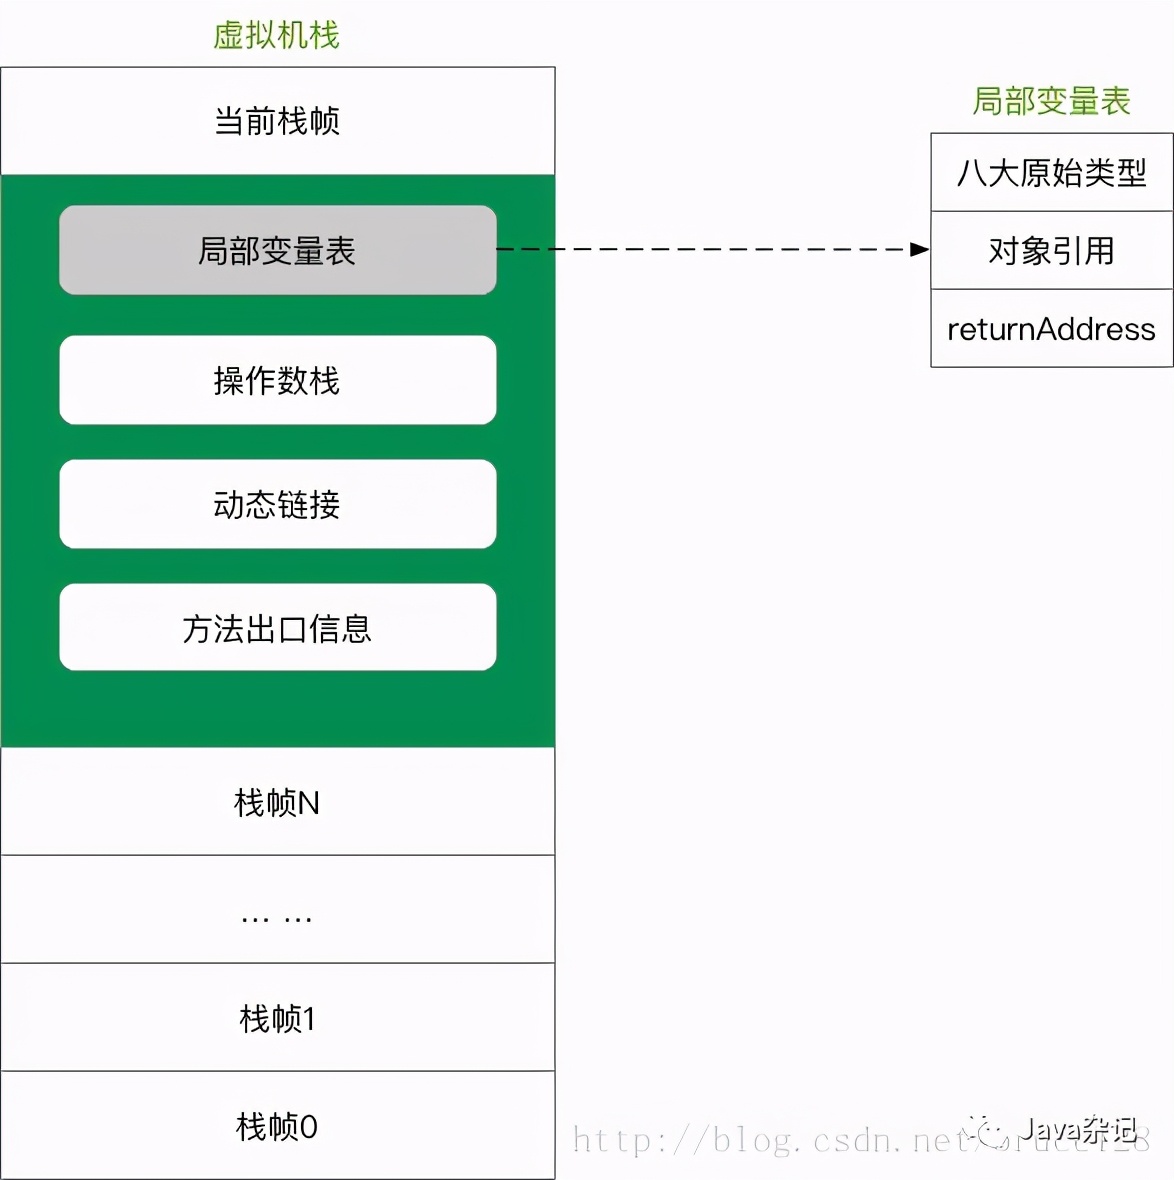 虚拟机栈
当前栈帧
局部变量表
操作数栈
动态链接
方法出口信息
栈帧N
... ...
栈帧1
栈帧0
局部变量表
八大原始类型
对象引用
returnAddress
http://blog.csdn.net/
Java杂记